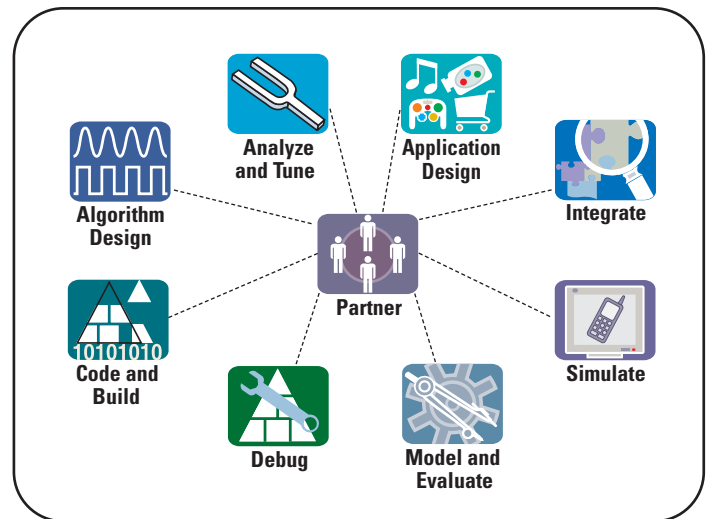 Analyze
and Tune
Application
Design
Algorithm
Design
Integrate
Partner
10101010
Code and
Build
Simulate
Debug
Model and
Evaluate